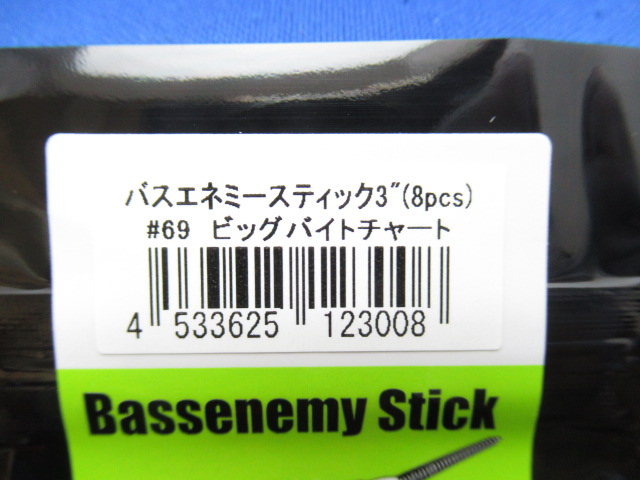 バスエネミースティック3″(8pcs)
#69 ビッグバイトチャート
4 533625 123008
Bassenemy Stick